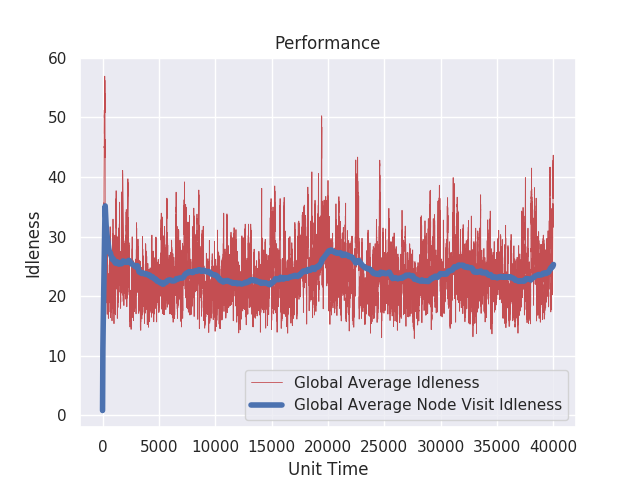 Performance
60
50
40
30
20
10
0
Idleness
0 5000 10000 15000 20000 25000 30000 35000 40000
Unit Time
Global Average Idleness
Global Average Node Visit Idleness